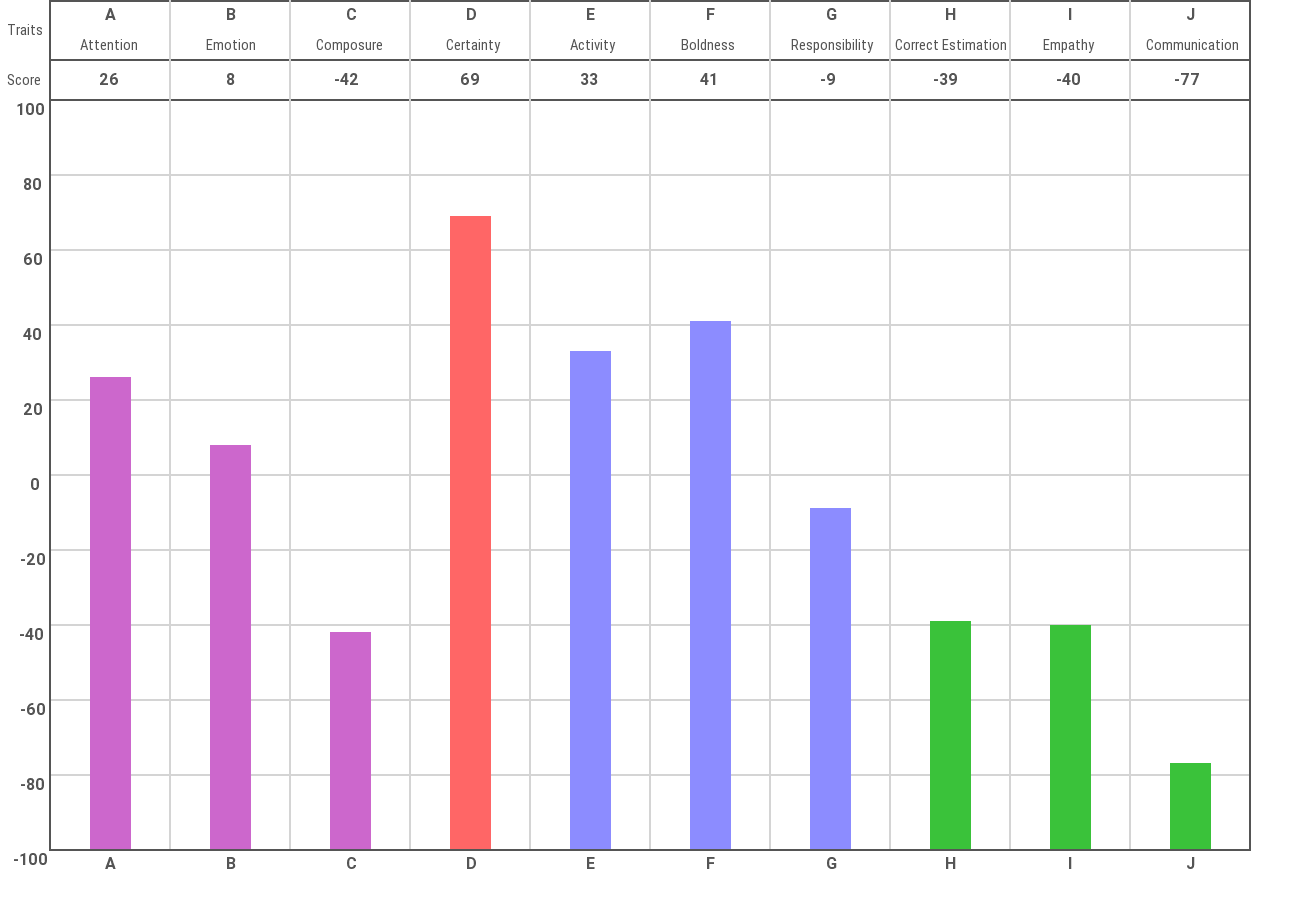 Traits
A B C D E F G H I J
Attention Emotion Composure Certainty Activity Boldness Responsibility Correct Estimation Empathy Communication
Score 26 8 -42 69 33 41 -9 -39 -40 -77
100
80
60
40
20
0
-20
-40
-60
-80
-100
A B C D E F G H I J